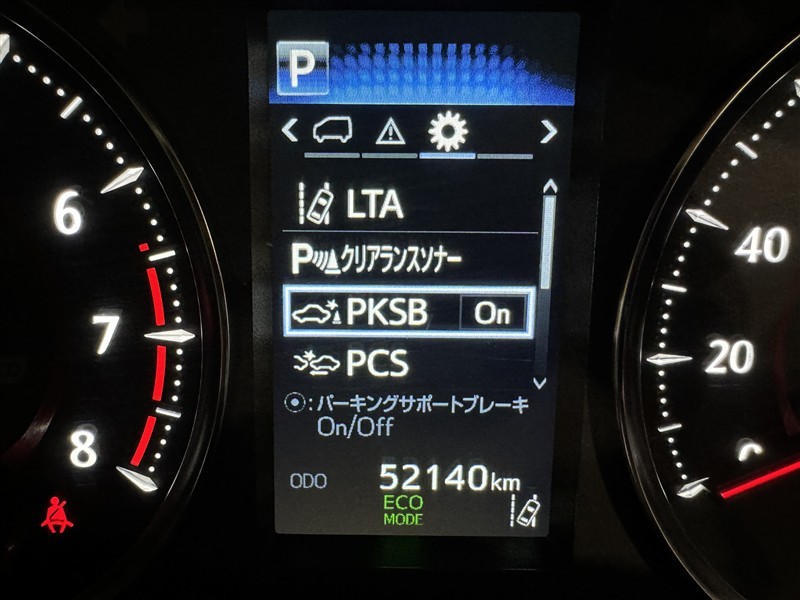 P
LTA
Pクリアランスソナー
PKSB On
PCS
:パーキングサポートブレーキ
On/Off
ODO 52140km
ECO
MODE
6
7
8
40
20